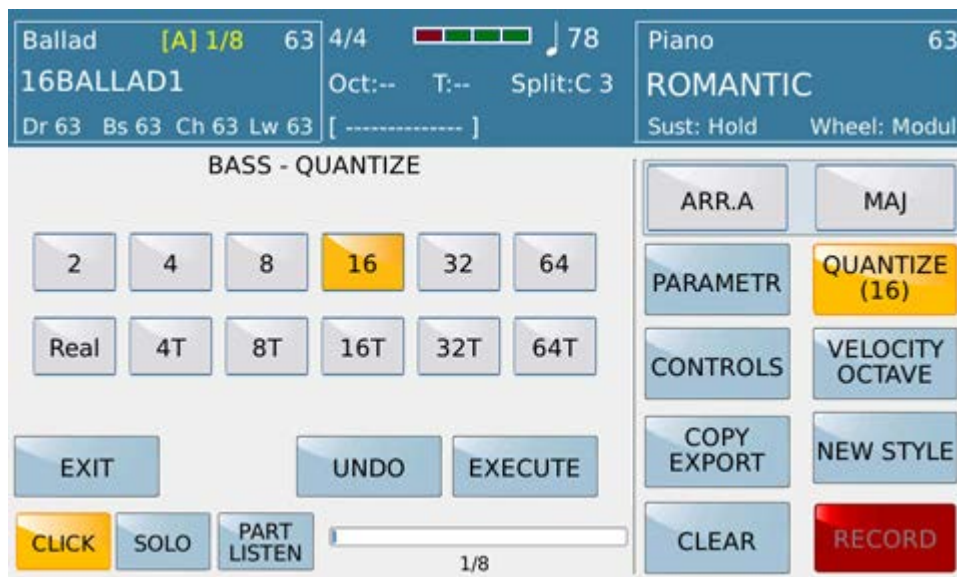 Ballad [A] 1/8 63
16BALLAD1
Dr 63 Bs 63 Ch 63 Lw 63
4/4 78
Oct:-- T:-- Split:C 3
[ -------------- ]
Piano 63
ROMANTIC
Sust: Hold Wheel: Modul
BASS - QUANTIZE
2 4 8 16 32 64
Real 4T 8T 16T 32T 64T
EXIT UNDO EXECUTE
CLICK SOLO PART
LISTEN
1/8
ARR.A MAJ
PARAMETR QUANTIZE
(16)
CONTROLS VELOCITY
OCTAVE
COPY
EXPORT NEW STYLE
CLEAR RECORD